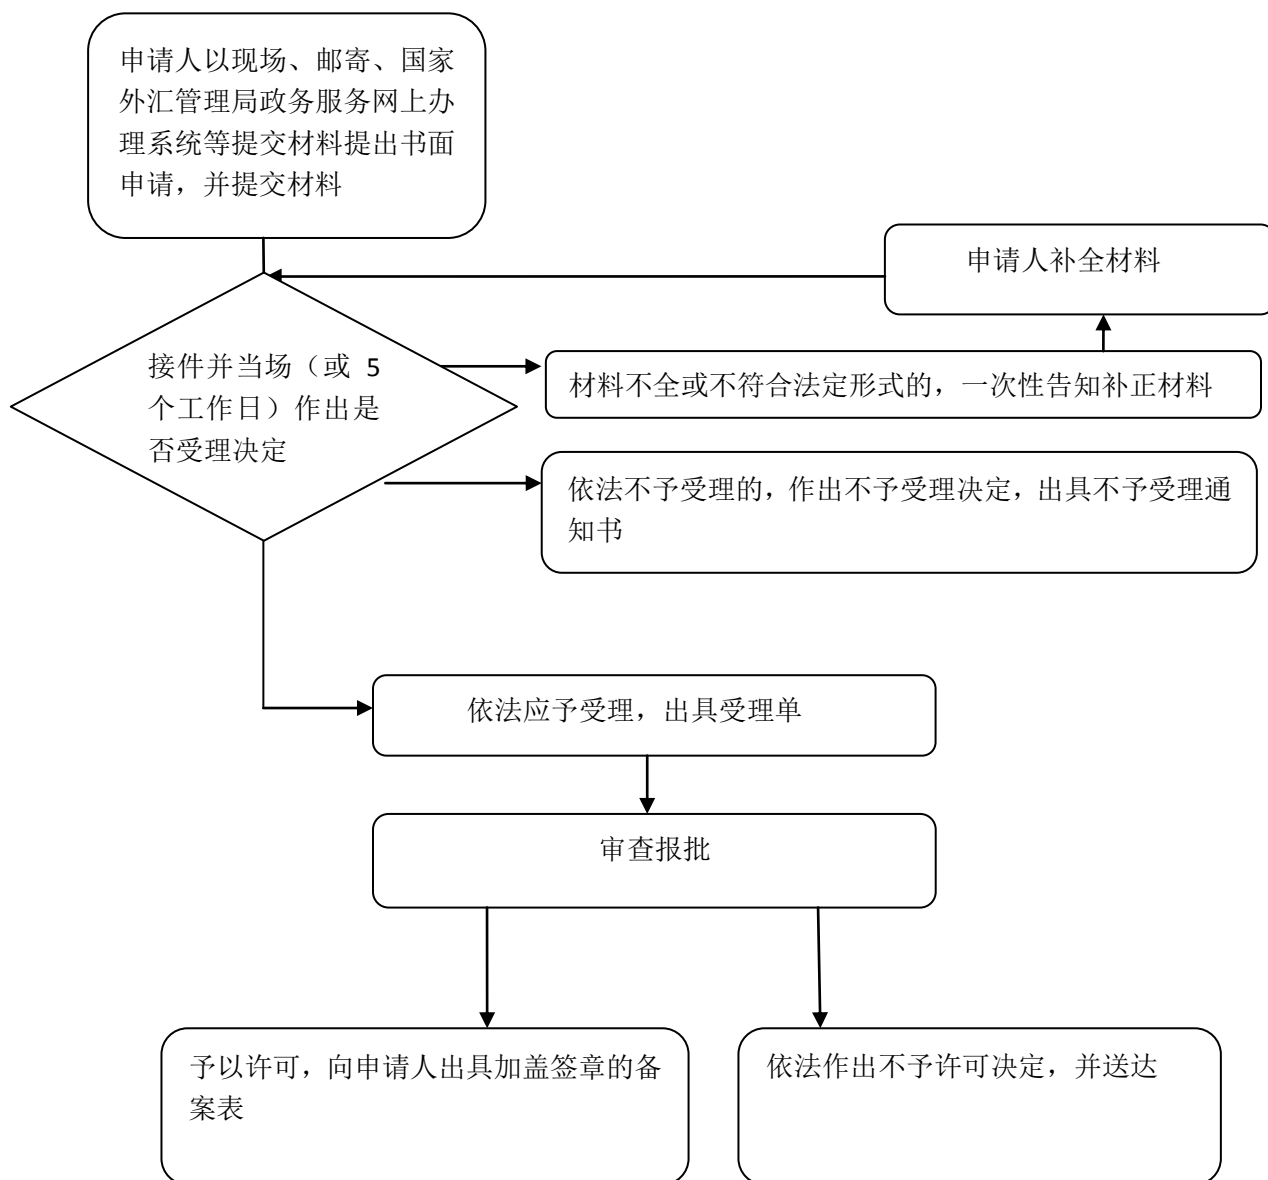 申请人以现场、邮寄、国家
外汇管理局政务服务网上办
理系统等提交材料提出书面
申请，并提交材料
申请人补全材料
接件并当场（或 5
个工作日）作出是
否受理决定
材料不全或不符合法定形式的，一次性告知补正材料
依法不予受理的，作出不予受理决定，出具不予受理通
知书
依法应予受理，出具受理单
审查报批
予以许可，向申请人出具加盖签章的备
案表
依法作出不予许可决定，并送达